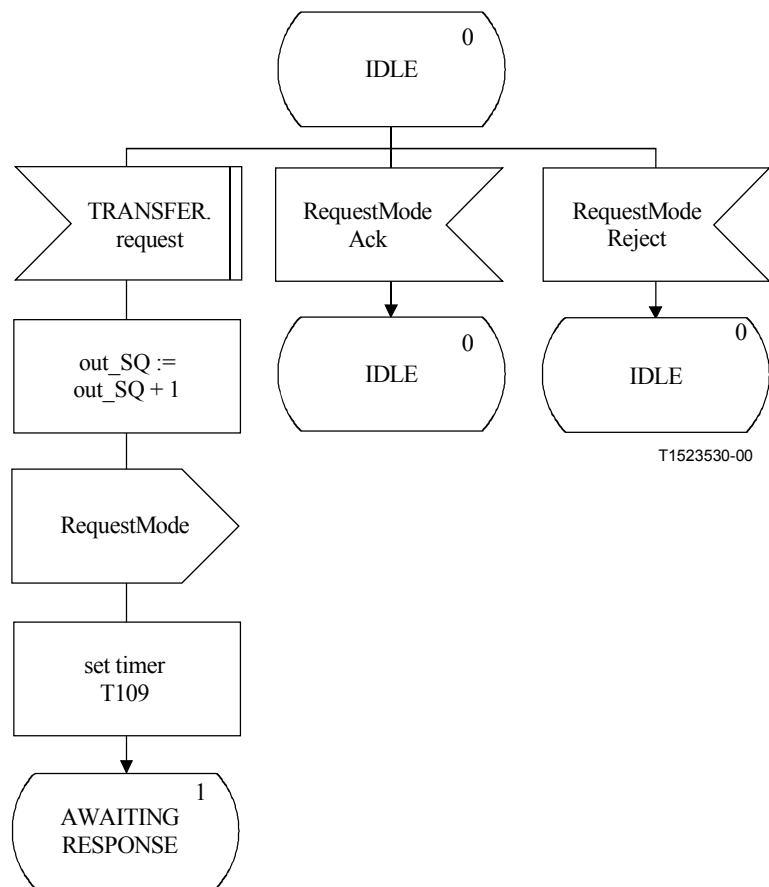 0
IDLE
TRANSFER.
request
RequestMode
Ack
RequestMode
Reject
out_SQ :=
out_SQ + 1
0
IDLE
0
IDLE
T1523530-00
RequestMode
set timer
T109
1
AWAITING
RESPONSE